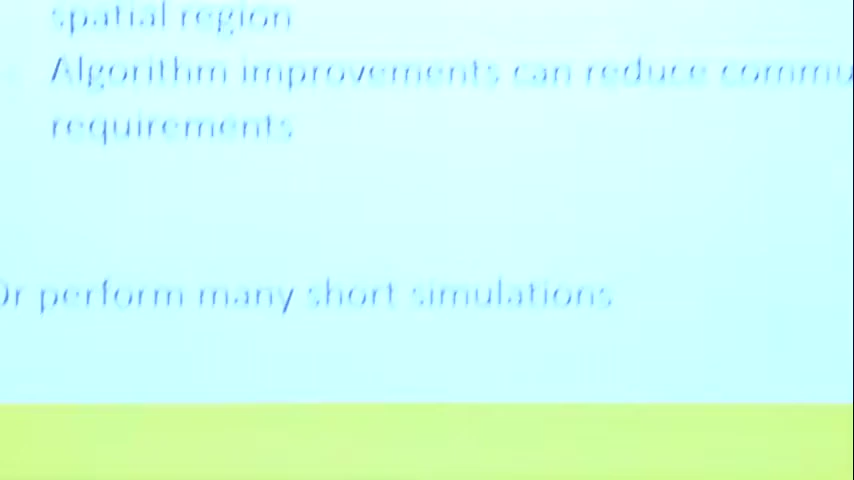 spatial region
Algorithm improvements can reduce commu
requirements
Or perform many short simulations